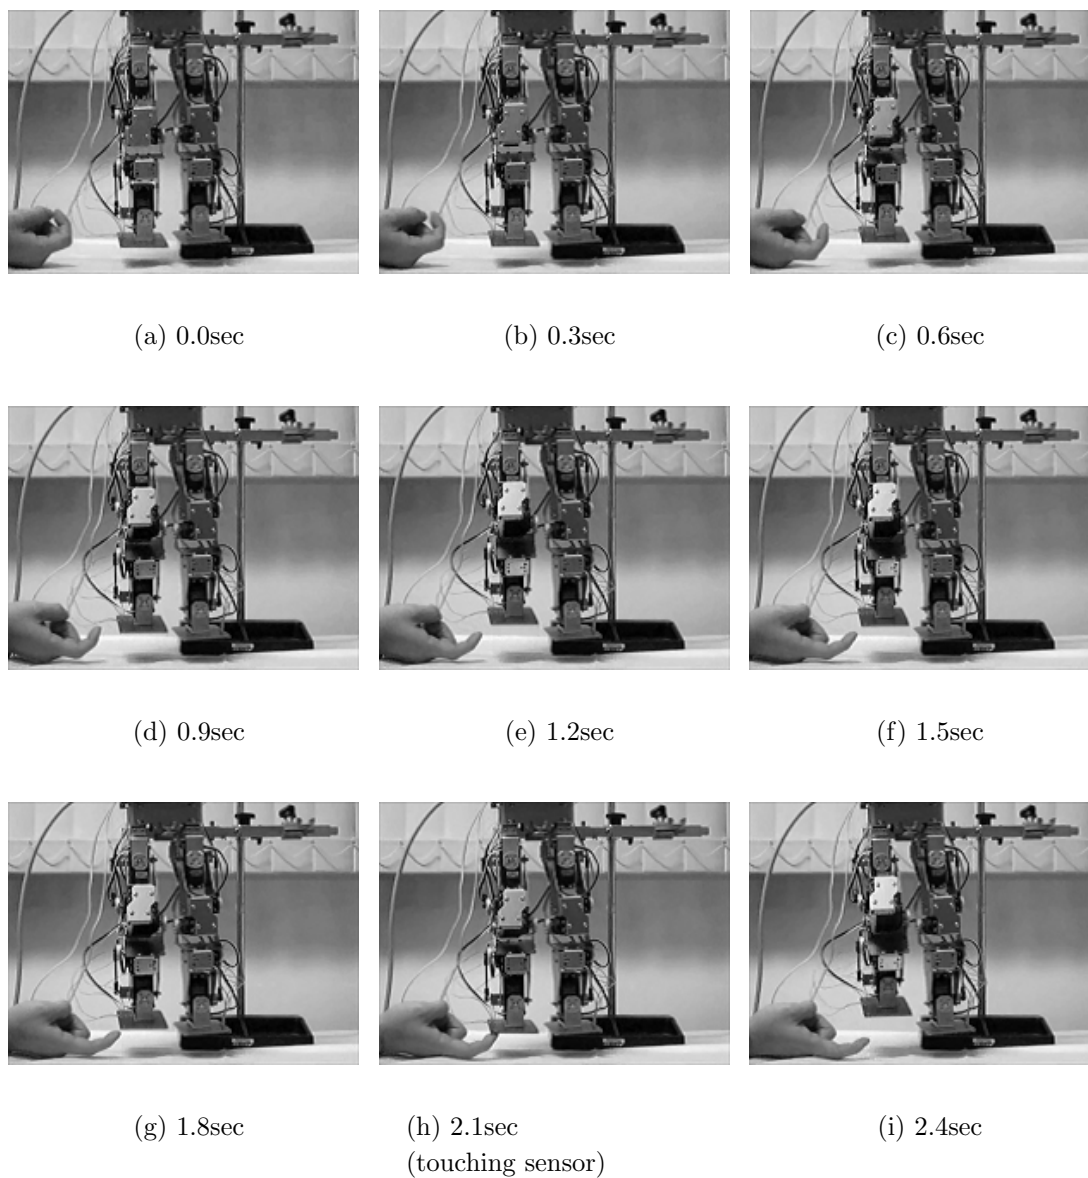 (a) 0.0sec
(b) 0.3sec
(c) 0.6sec
(d) 0.9sec
(e) 1.2sec
(f) 1.5sec
(g) 1.8sec
(h) 2.1sec
(touching sensor)
(i) 2.4sec